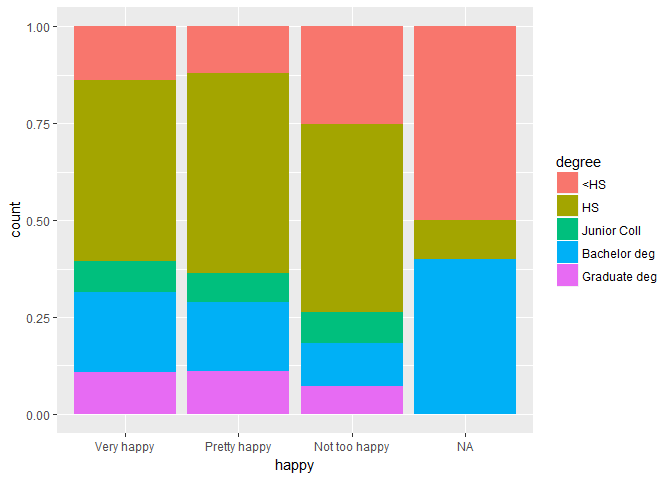 1.00
0.75
0.50
0.25
0.00
count
Very happy
Pretty happy
Not too happy
NA
happy
degree
<HS
HS
Junior Coll
Bachelor deg
Graduate deg